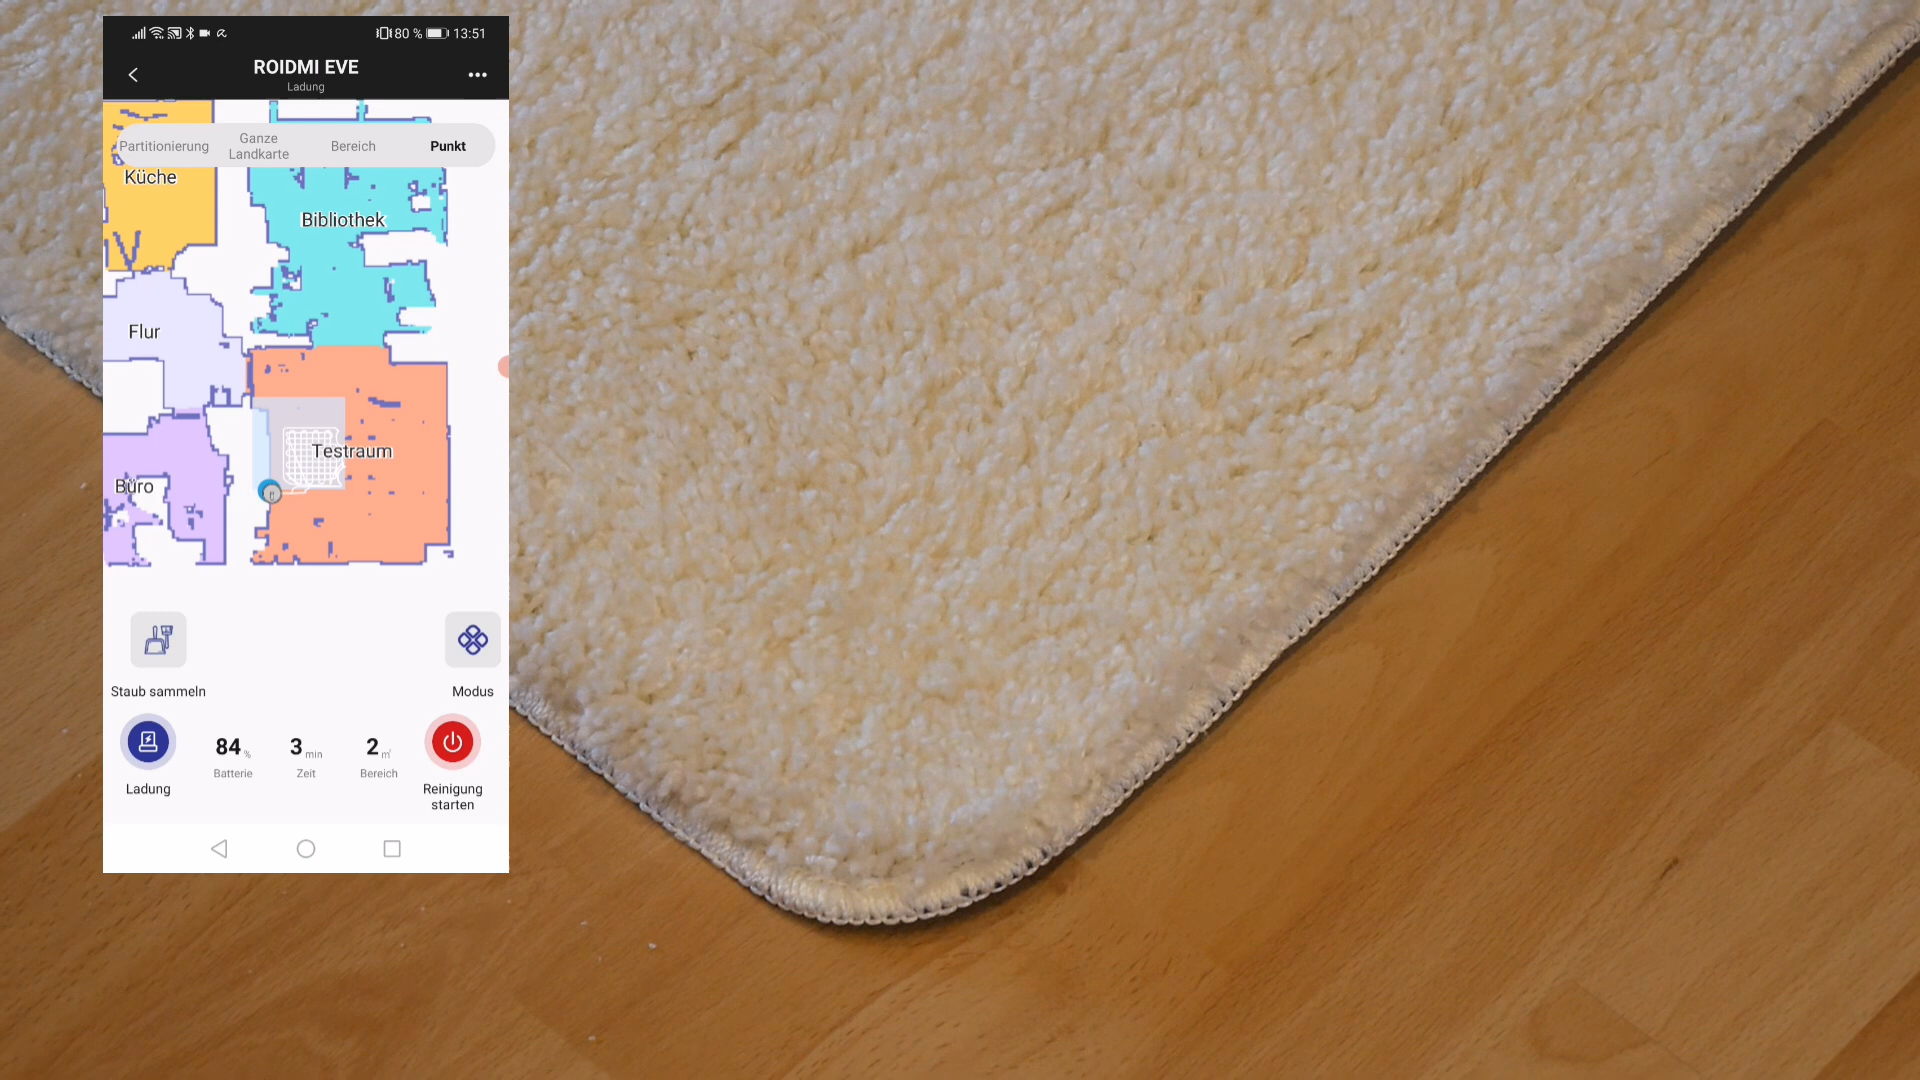 80 % 13:51
ROIDMI EVE
Ladung
Partitionierung
Ganze
Landkarte
Bereich
Punkt
Küche
Bibliothek
Flur
Testraum
Büro
Staub sammeln
Modus
84 %
Batterie
3 min
Zeit
2 m²
Bereich
Ladung
Reinigung
starten